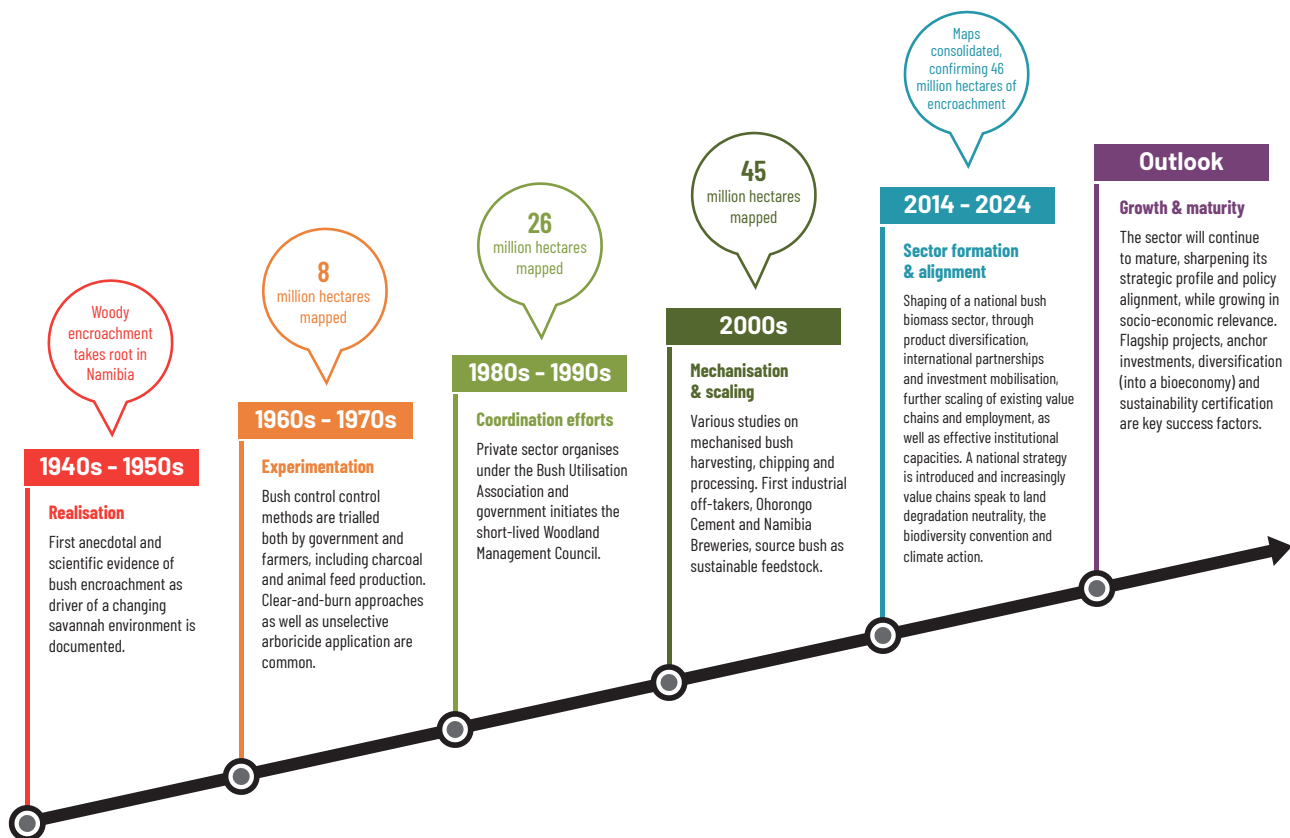 Woody
encroachment
takes root in
Namibia
1940s - 1950s
Realisation
First anecdotal and
scientific evidence of
bush encroachment as
driver of a changing
savannah environment is
documented.
8
million hectares
mapped
1960s - 1970s
Experimentation
Bush control control
methods are trialled
both by government and
farmers, including charcoal
and animal feed production.
Clear-and-burn approaches
as well as unselective
arboricide application are
common.
26
million hectares
mapped
1980s - 1990s
Coordination efforts
Private sector organises
under the Bush Utilisation
Association and
government initiates the
short-lived Woodland
Management Council.
45
million hectares
mapped
2000s
Mechanisation
& scaling
Various studies on
mechanised bush
harvesting, chipping and
processing. First industrial
off-takers, Ohorongo
Cement and Namibia
Breweries, source bush as
sustainable feedstock.
Maps
consolidated,
confirming 46
million hectares of
encroachment
2014 - 2024
Sector formation
& alignment
Shaping of a national bush
biomass sector, through
product diversification,
international partnerships
and investment mobilisation,
further scaling of existing value
chains and employment, as
well as effective institutional
capacities. A national strategy
is introduced and increasingly
value chains speak to land
degradation neutrality, the
biodiversity convention and
climate action.
Outlook
Growth & maturity
The sector will continue
to mature, sharpening its
strategic profile and policy
alignment, while growing in
socio-economic relevance.
Flagship projects, anchor
investments, diversification
(into a bioeconomy) and
sustainability certification
are key success factors.